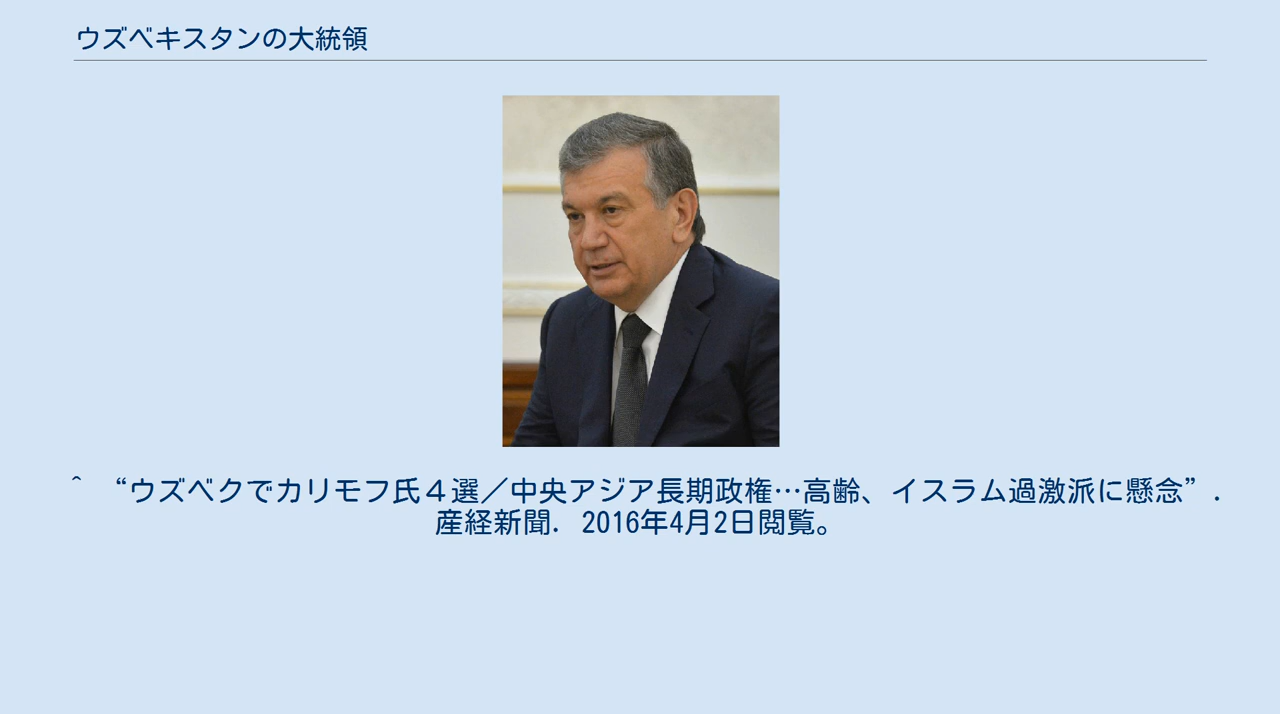 ウズベキスタンの大統領
^ “ウズベクでカリモフ氏４選／中央アジア長期政権…高齢、イスラム過激派に懸念”.
産経新聞. 2016年4月2日閲覧。